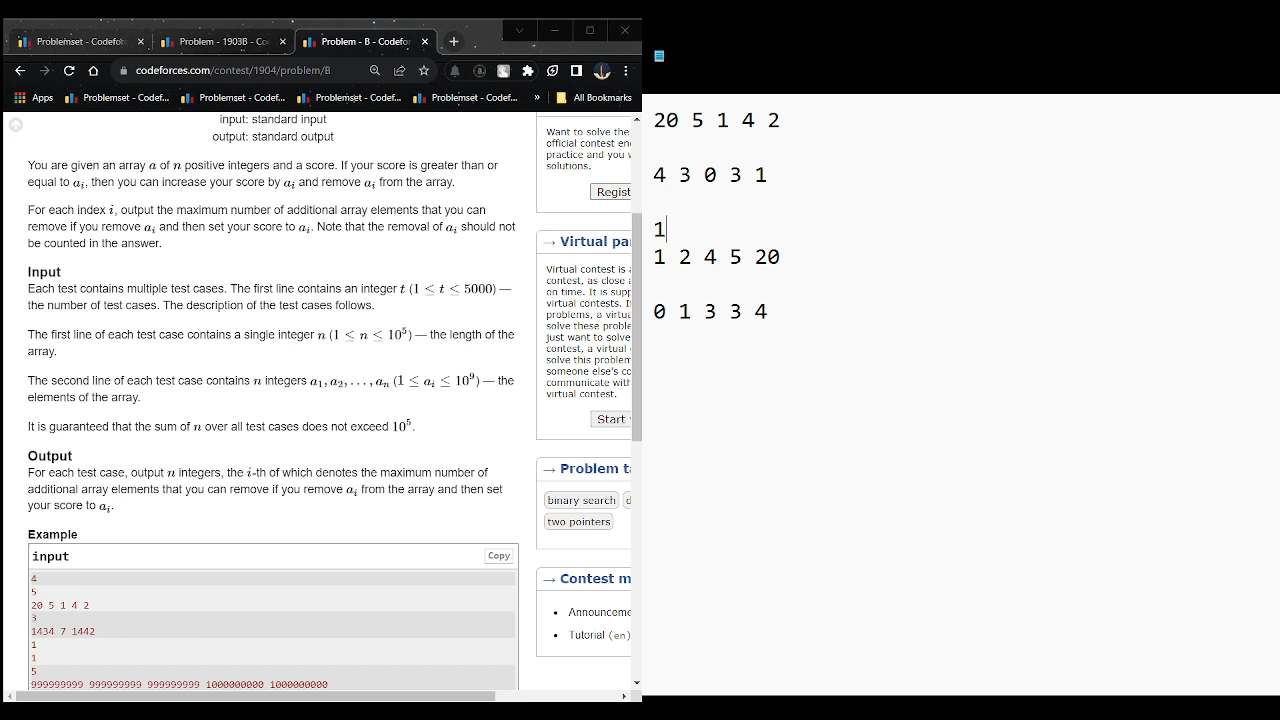 Problemset - Codefor
Problem - 1903B - Co
Problem - B - Codefor
codeforces.com/contest/1904/problem/B
Apps
Problemset - Codef...
Problemset - Codef...
Problemset - Codef...
Problemset - Codef...
»
All Bookmarks
input: standard input
output: standard output
You are given an array a of n positive integers and a score. If your score is greater than or
equal to aᵢ, then you can increase your score by aᵢ and remove aᵢ from the array.
For each index i, output the maximum number of additional array elements that you can
remove if you remove aᵢ and then set your score to aᵢ. Note that the removal of aᵢ should not
be counted in the answer.
Input
Each test contains multiple test cases. The first line contains an integer t (1 ≤ t ≤ 5000) —
the number of test cases. The description of the test cases follows.
The first line of each test case contains a single integer n (1 ≤ n ≤ 10⁵) — the length of the
array.
The second line of each test case contains n integers a₁, a₂, . . . , aₙ (1 ≤ aᵢ ≤ 10⁹) — the
elements of the array.
It is guaranteed that the sum of n over all test cases does not exceed 10⁵.
Output
For each test case, output n integers, the i-th of which denotes the maximum number of
additional array elements that you can remove if you remove aᵢ from the array and then set
your score to aᵢ.
Example
input
Copy
4
5
20 5 1 4 2
3
1434 7 1442
1
1
5
999999999 999999999 999999999 1000000000 1000000000
Want to solve the
official contest en
practice and you w
solutions.
Regist
→ Virtual pa
Virtual contest is a
contest, as close a
on time. It is supp
virtual contests. I
problems, a virtua
solve these proble
just want to solve
contest, a virtual
solve this problem
someone else's co
communicate with
virtual contest.
Start
→ Problem ta
binary search
d
two pointers
→ Contest m
Announceme
Tutorial (en)
20 5 1 4 2
4 3 0 3 1
1
1 2 4 5 20
0 1 3 3 4